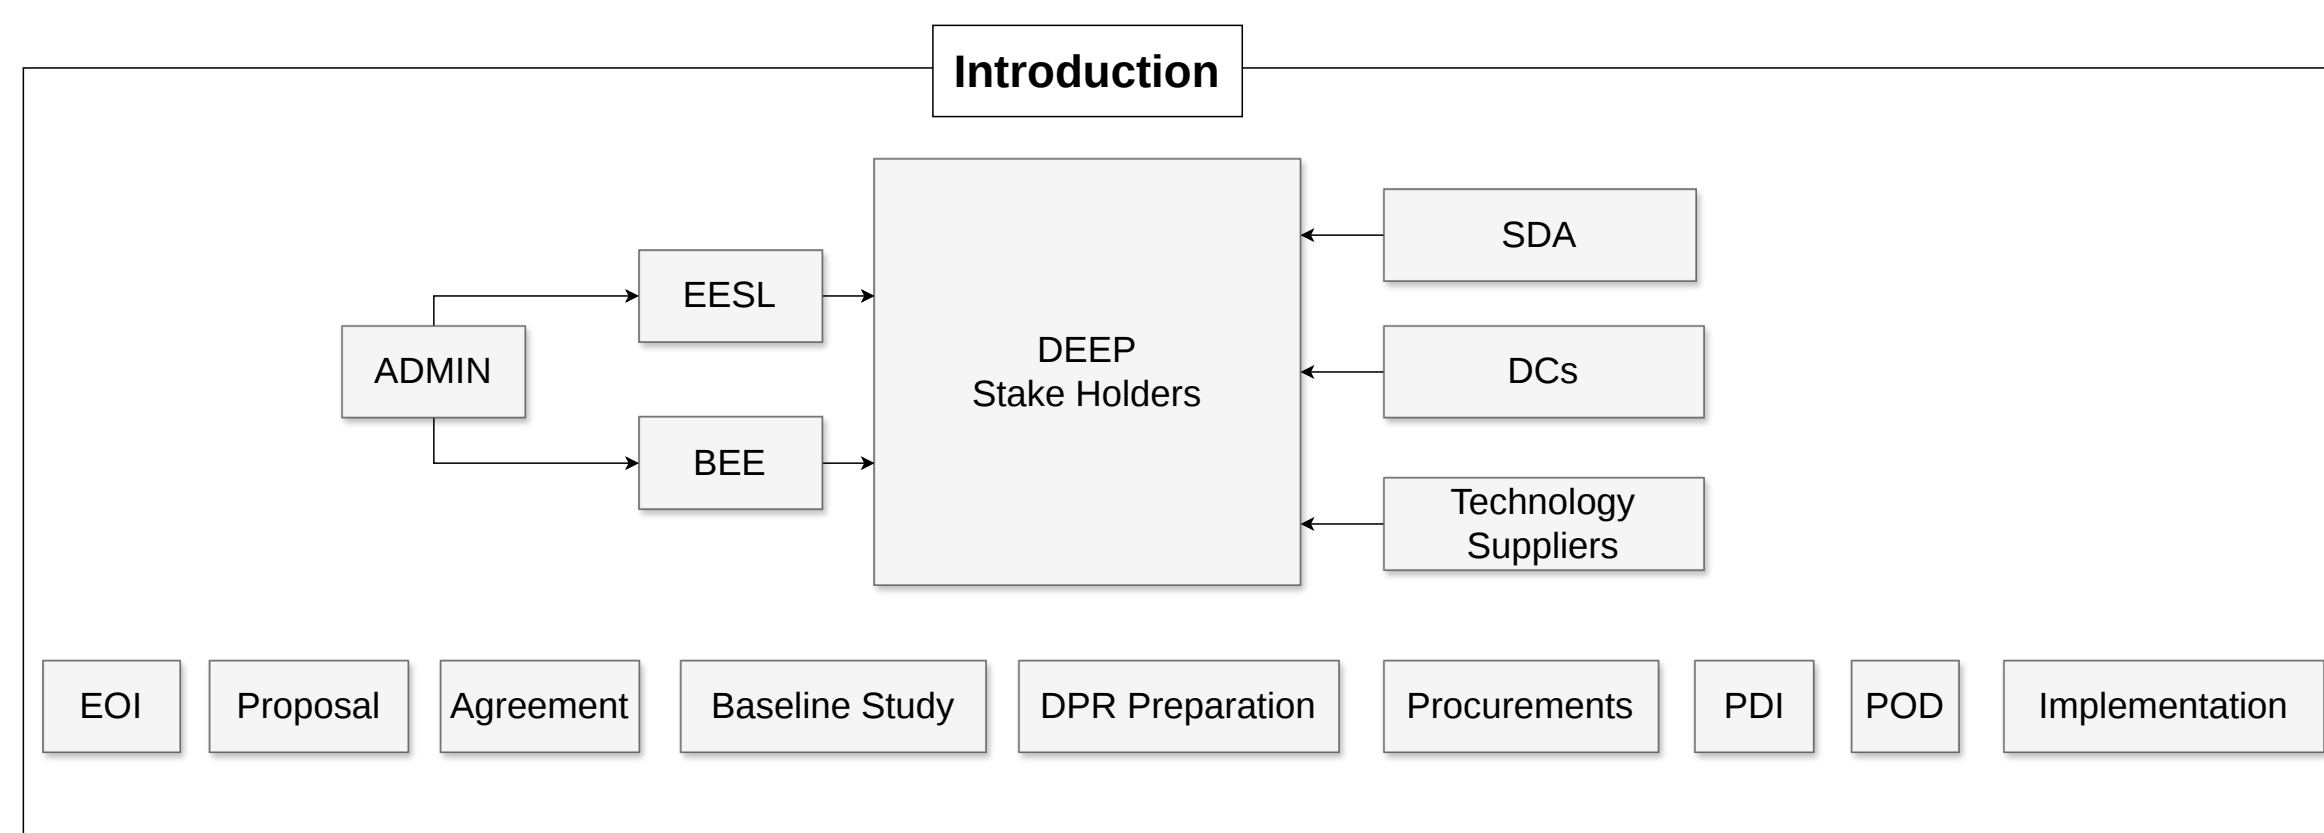 Introduction
SDA
EESL
DEEP
Stake Holders
ADMIN
DCs
BEE
Technology
Suppliers
EOI
Proposal
Agreement
Baseline Study
DPR Preparation
Procurements
PDI
POD
Implementation